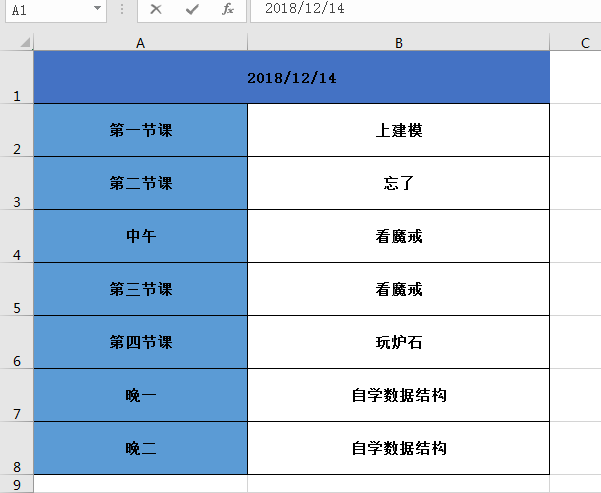 A1 fx 2018/12/14
A B C
1 2018/12/14
2 第一节课 上建模
3 第二节课 忘了
4 中午 看魔戒
5 第三节课 看魔戒
6 第四节课 玩炉石
7 晚一 自学数据结构
8 晚二 自学数据结构
9